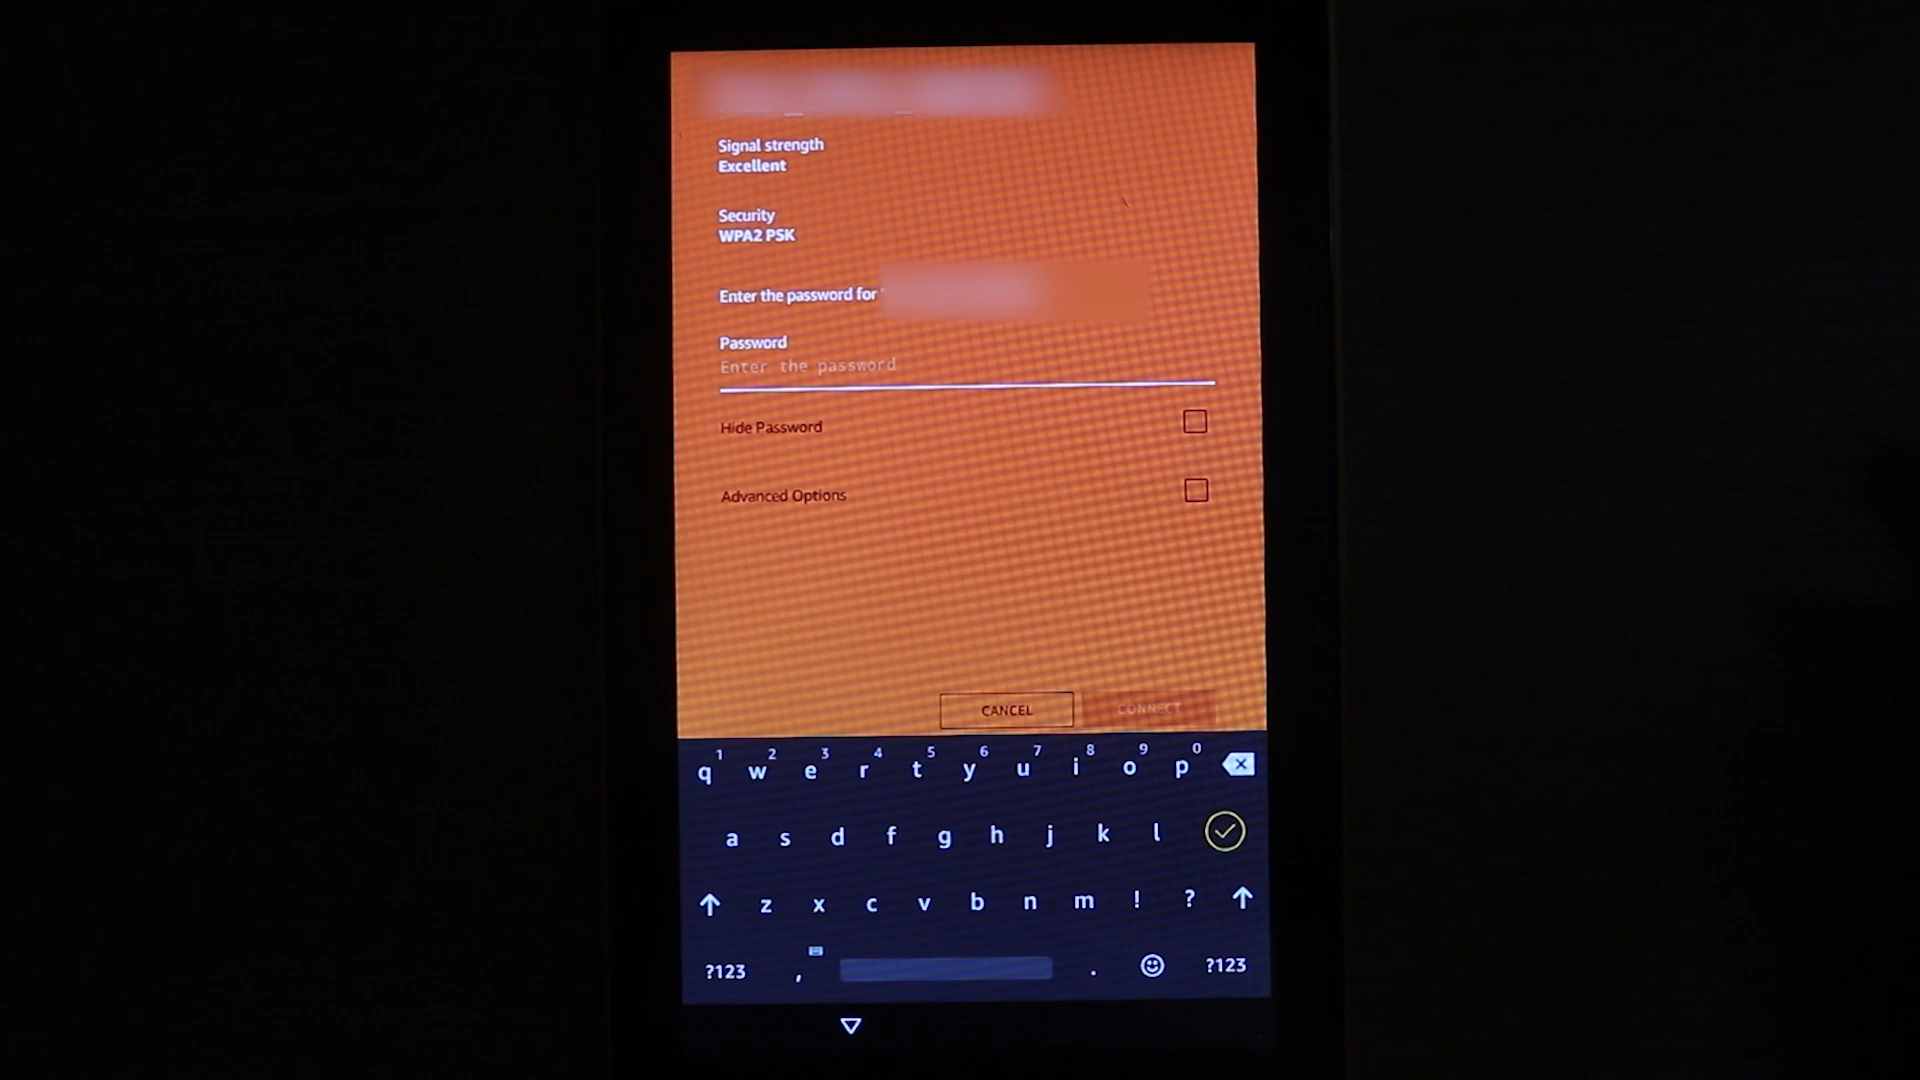 Signal strength
Excellent
Security
WPA2 PSK
Enter the password for '
Password
Enter the password
Hide Password
Advanced Options
CANCEL CONNECT
1 2 3 4 5 6 7 8 9 0
q w e r t y u i o p
a s d f g h j k l
z x c v b n m ! ?
?123 , . ?123